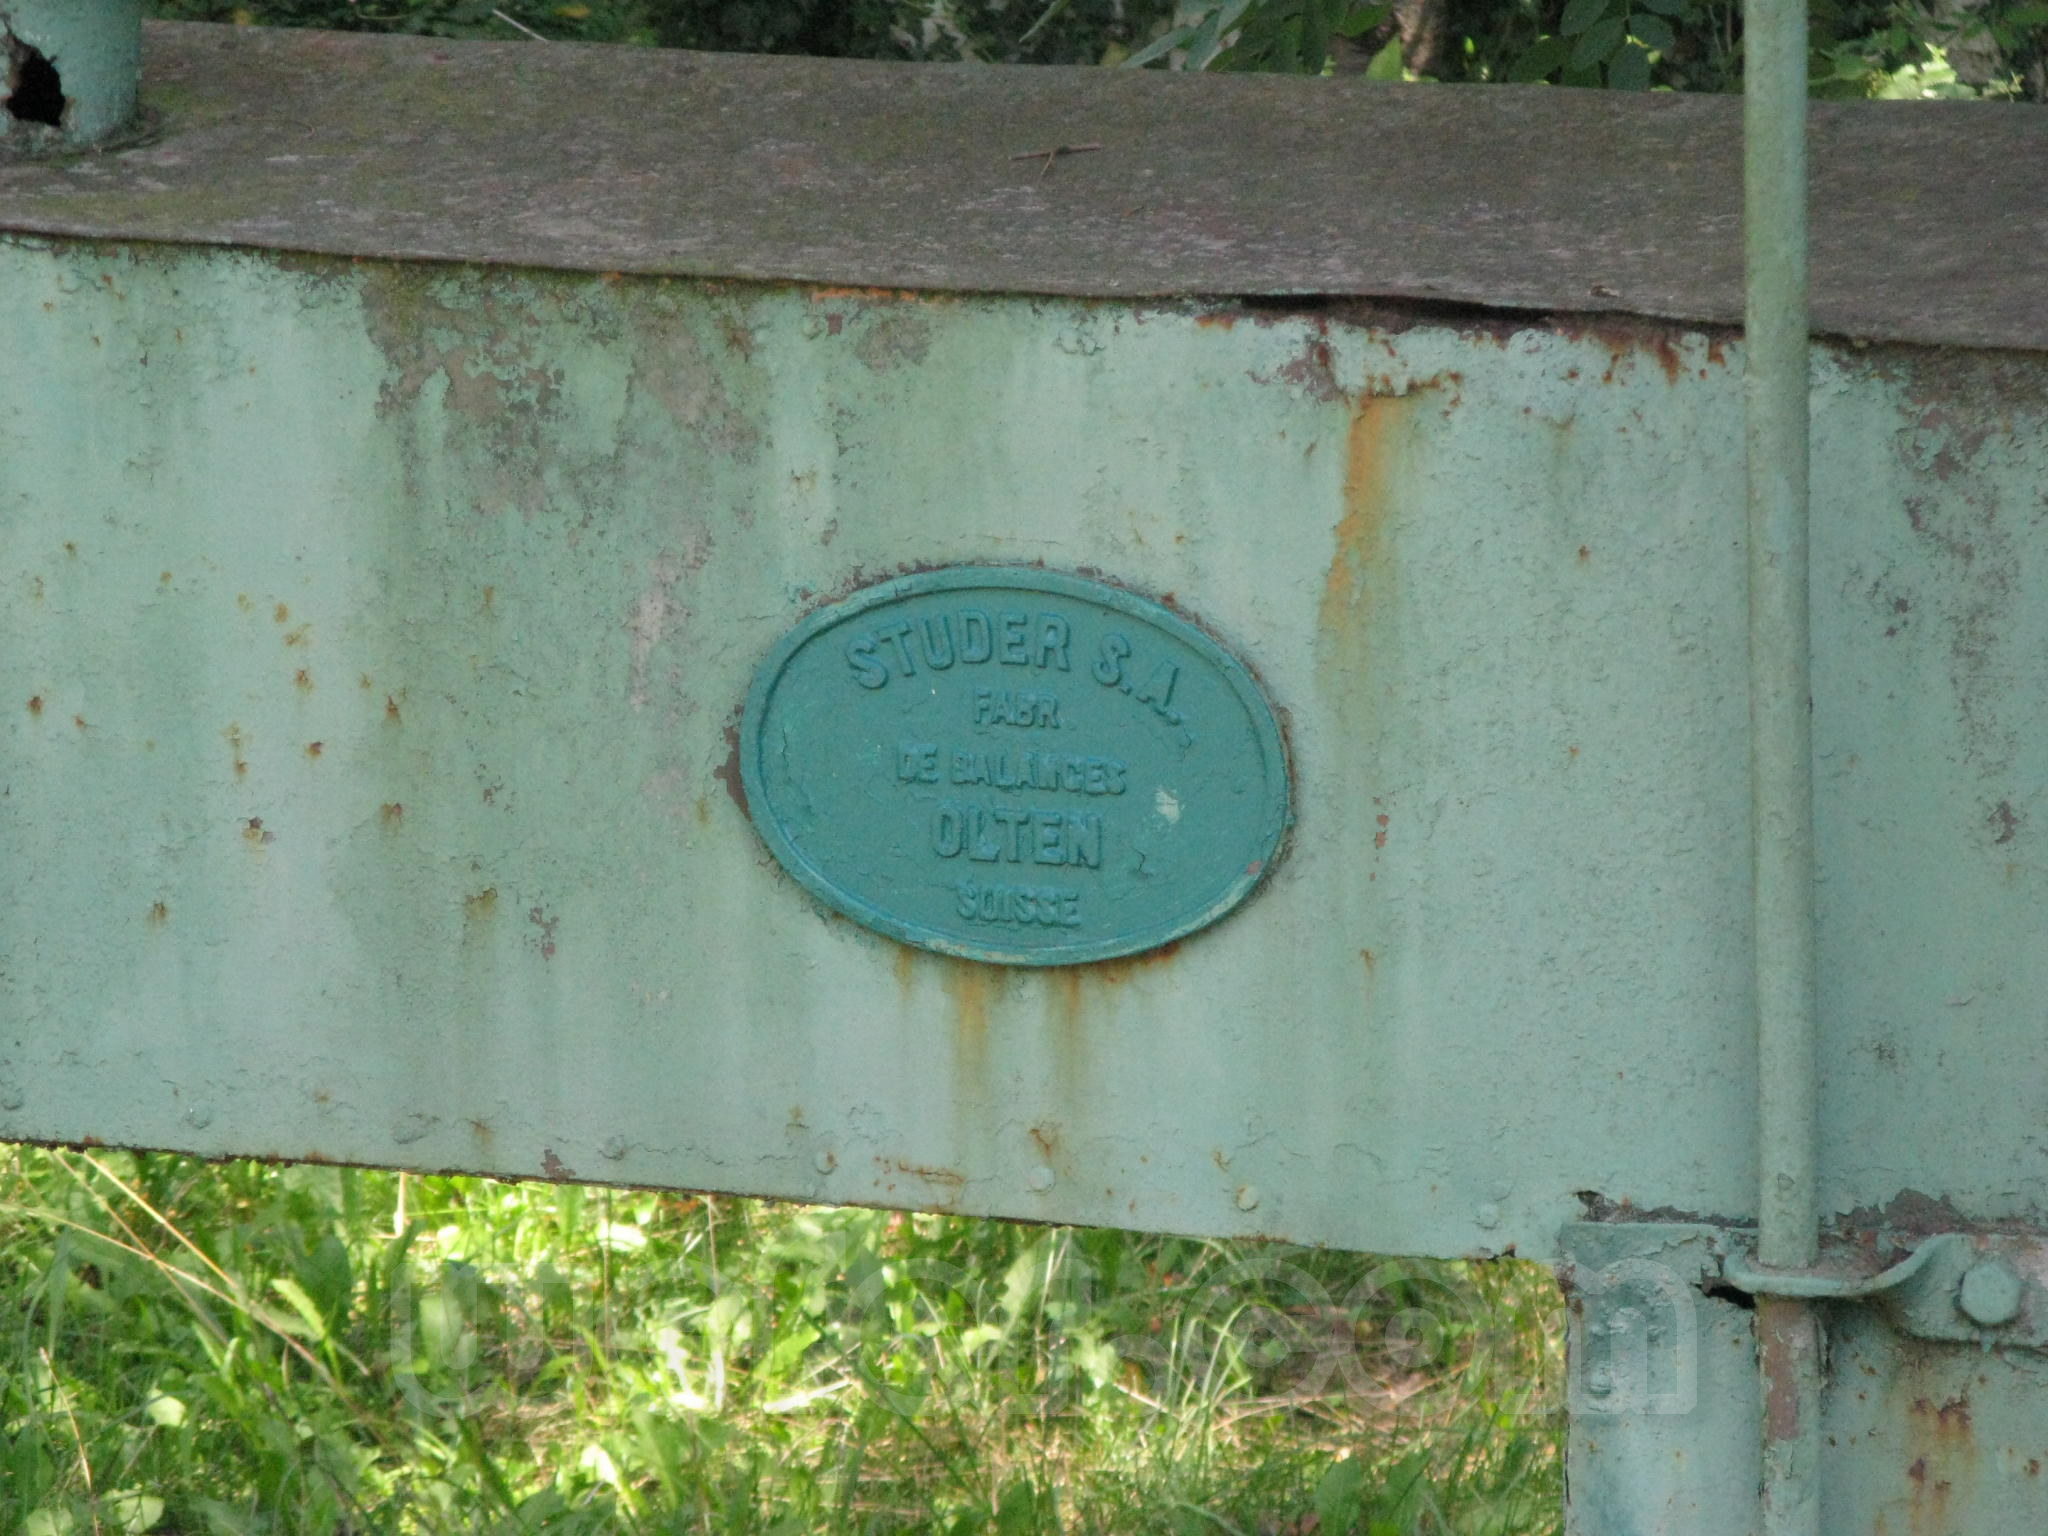 STUDER S.A.
FABR.
DE BALANCES
OLTEN
SUISSE